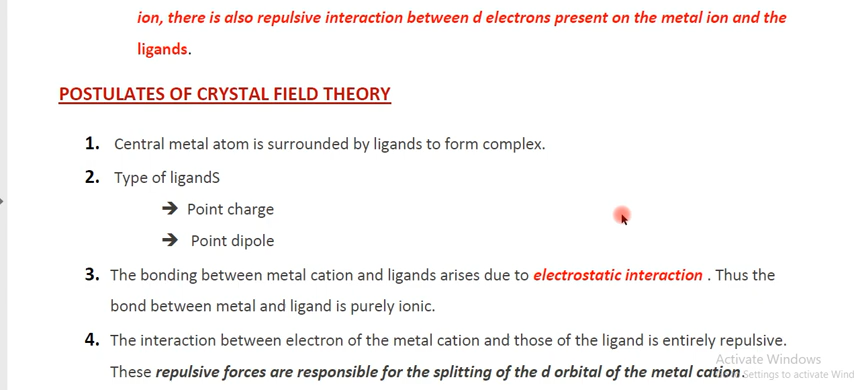 ion, there is also repulsive interaction between d electrons present on the metal ion and the
ligands.
POSTULATES OF CRYSTAL FIELD THEORY
1. Central metal atom is surrounded by ligands to form complex.
2. Type of ligandS
➔ Point charge
➔ Point dipole
3. The bonding between metal cation and ligands arises due to electrostatic interaction . Thus the
bond between metal and ligand is purely ionic.
4. The interaction between electron of the metal cation and those of the ligand is entirely repulsive.
Activate Windows
These repulsive forces are responsible for the splitting of the d orbital of the metal cation.
Settings to activate Wind